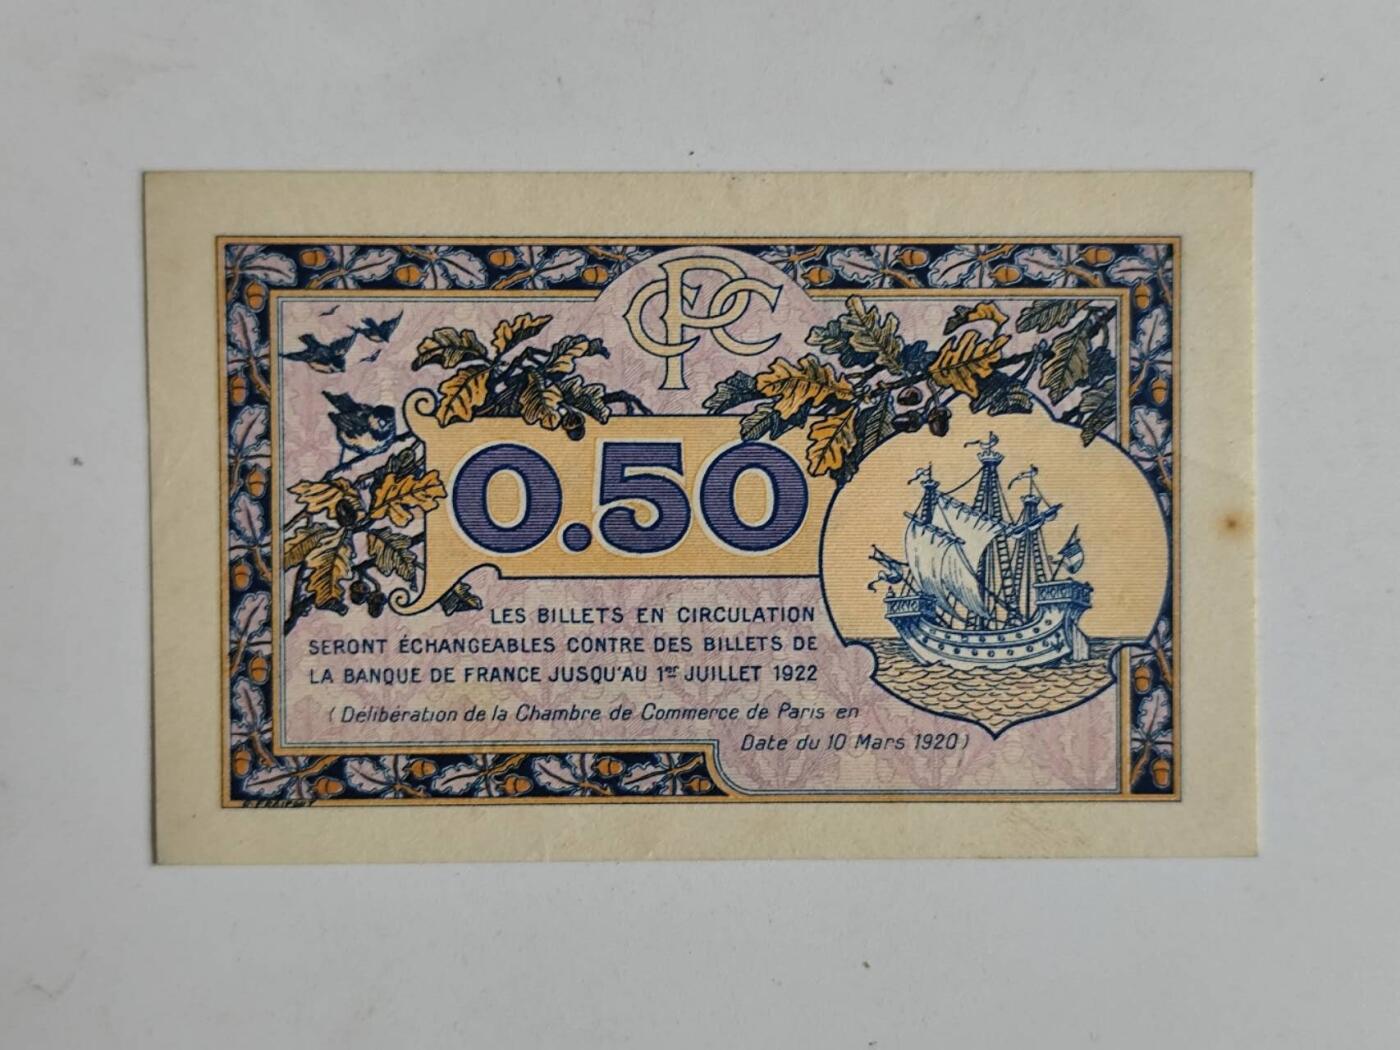 CPC
0.50
LES BILLETS EN CIRCULATION
SERONT ÉCHANGEABLES CONTRE DES BILLETS DE
LA BANQUE DE FRANCE JUSQU'AU 1er JUILLET 1922
(Délibération de la Chambre de Commerce de Paris en
Date du 10 Mars 1920)
G. FRAIPONT